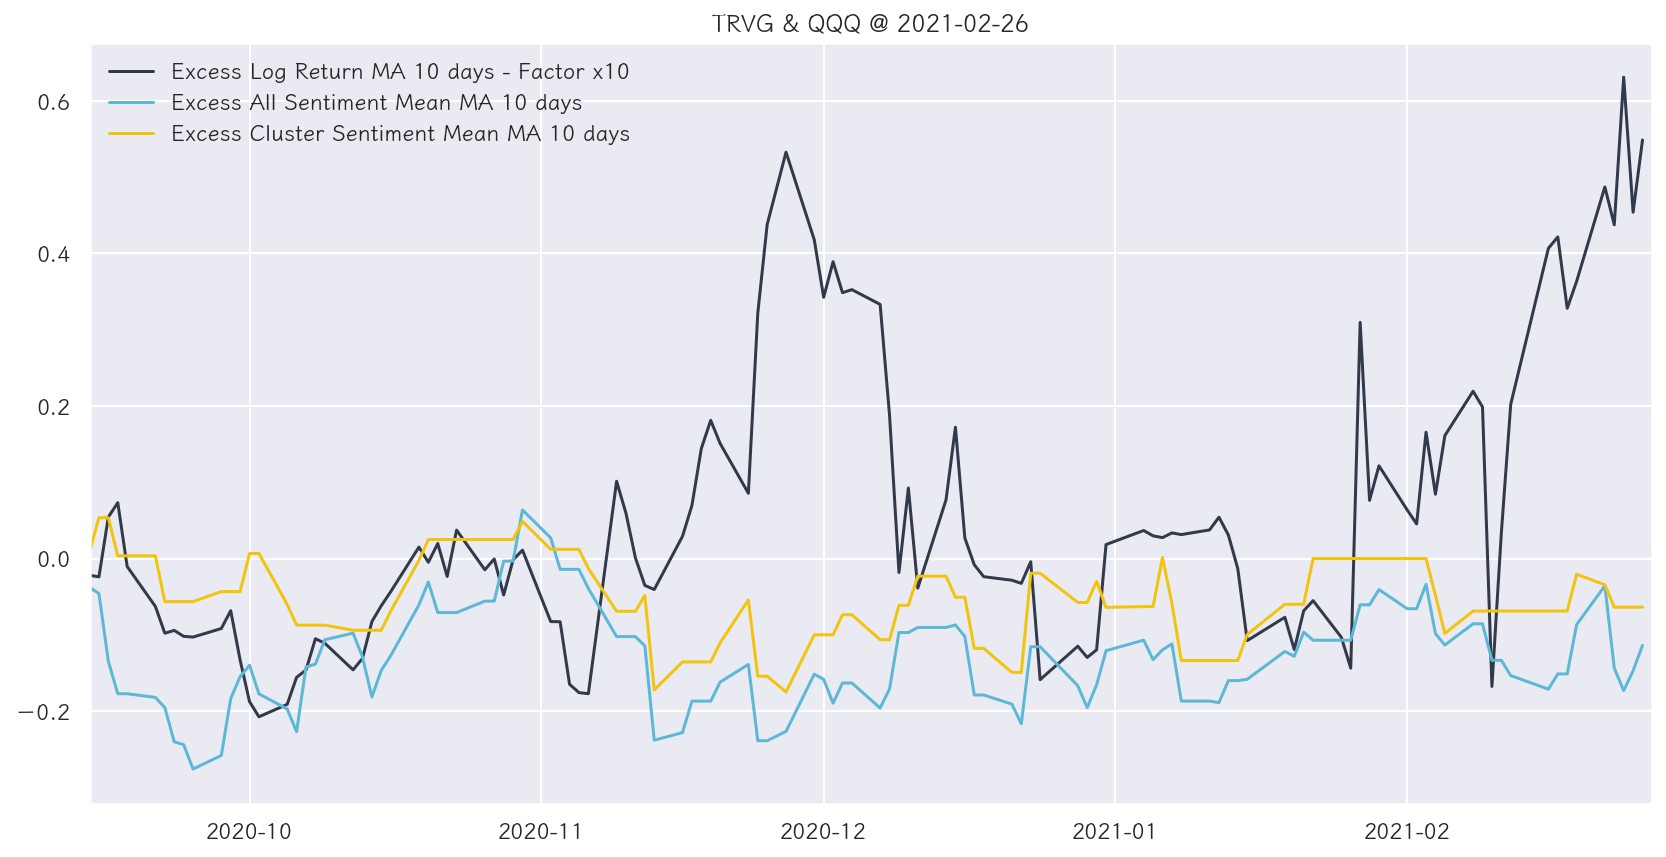 TRVG & QQQ @ 2021-02-26
Excess Log Return MA 10 days - Factor x10
Excess All Sentiment Mean MA 10 days
Excess Cluster Sentiment Mean MA 10 days
0.6
0.4
0.2
0.0
−0.2
2020-10 2020-11 2020-12 2021-01 2021-02